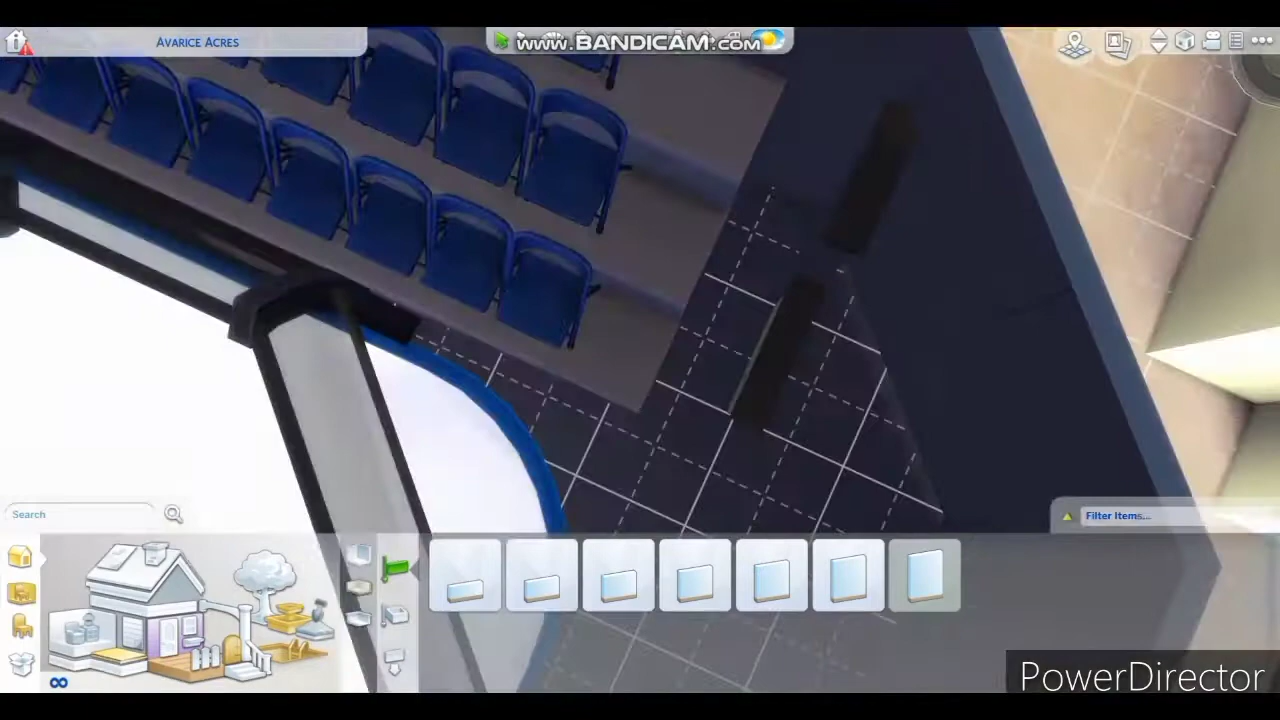 AVARICE ACRES
www.BANDICAM.com
Search
Filter Items...
PowerDirector